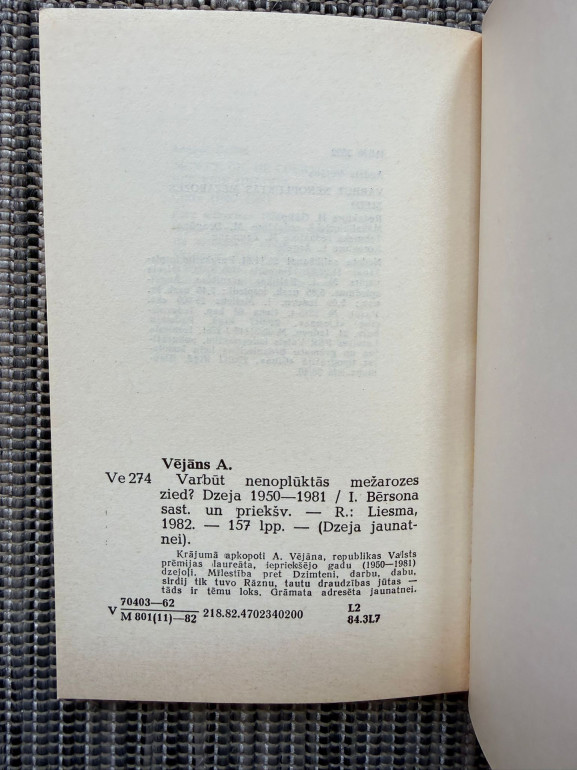 Vējāns A.
Ve 274 Varbūt nenoplūktās mežarozes
zied? Dzeja 1950—1981 / I. Bērsona
sast. un priekšv. — R.: Liesma,
1982. — 157 lpp. — (Dzeja jaunat-
nei).
Krājumā apkopoti A. Vējāna, republikas Valsts
prēmijas laureāta, iepriekšējo gadu (1950—1981)
dzejoļi. Mīlestība pret Dzimteni, darbu, dabu,
sirdij tik tuvo Rāznu, tautu draudzības jūtas —
tāds ir tēmu loks. Grāmata adresēta jaunatnei.
V 70403—62
M 801(11)—82 218.82.4702340200
L2
84.3L7